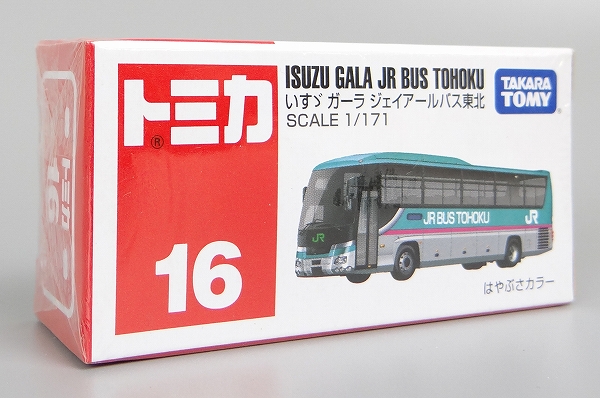 トミカ
®
16
ISUZU GALA JR BUS TOHOKU
いすゞ ガーラ ジェイアールバス東北
SCALE 1/171
TAKARA
TOMY
JR
JR BUS TOHOKU
JR
はやぶさカラー
16